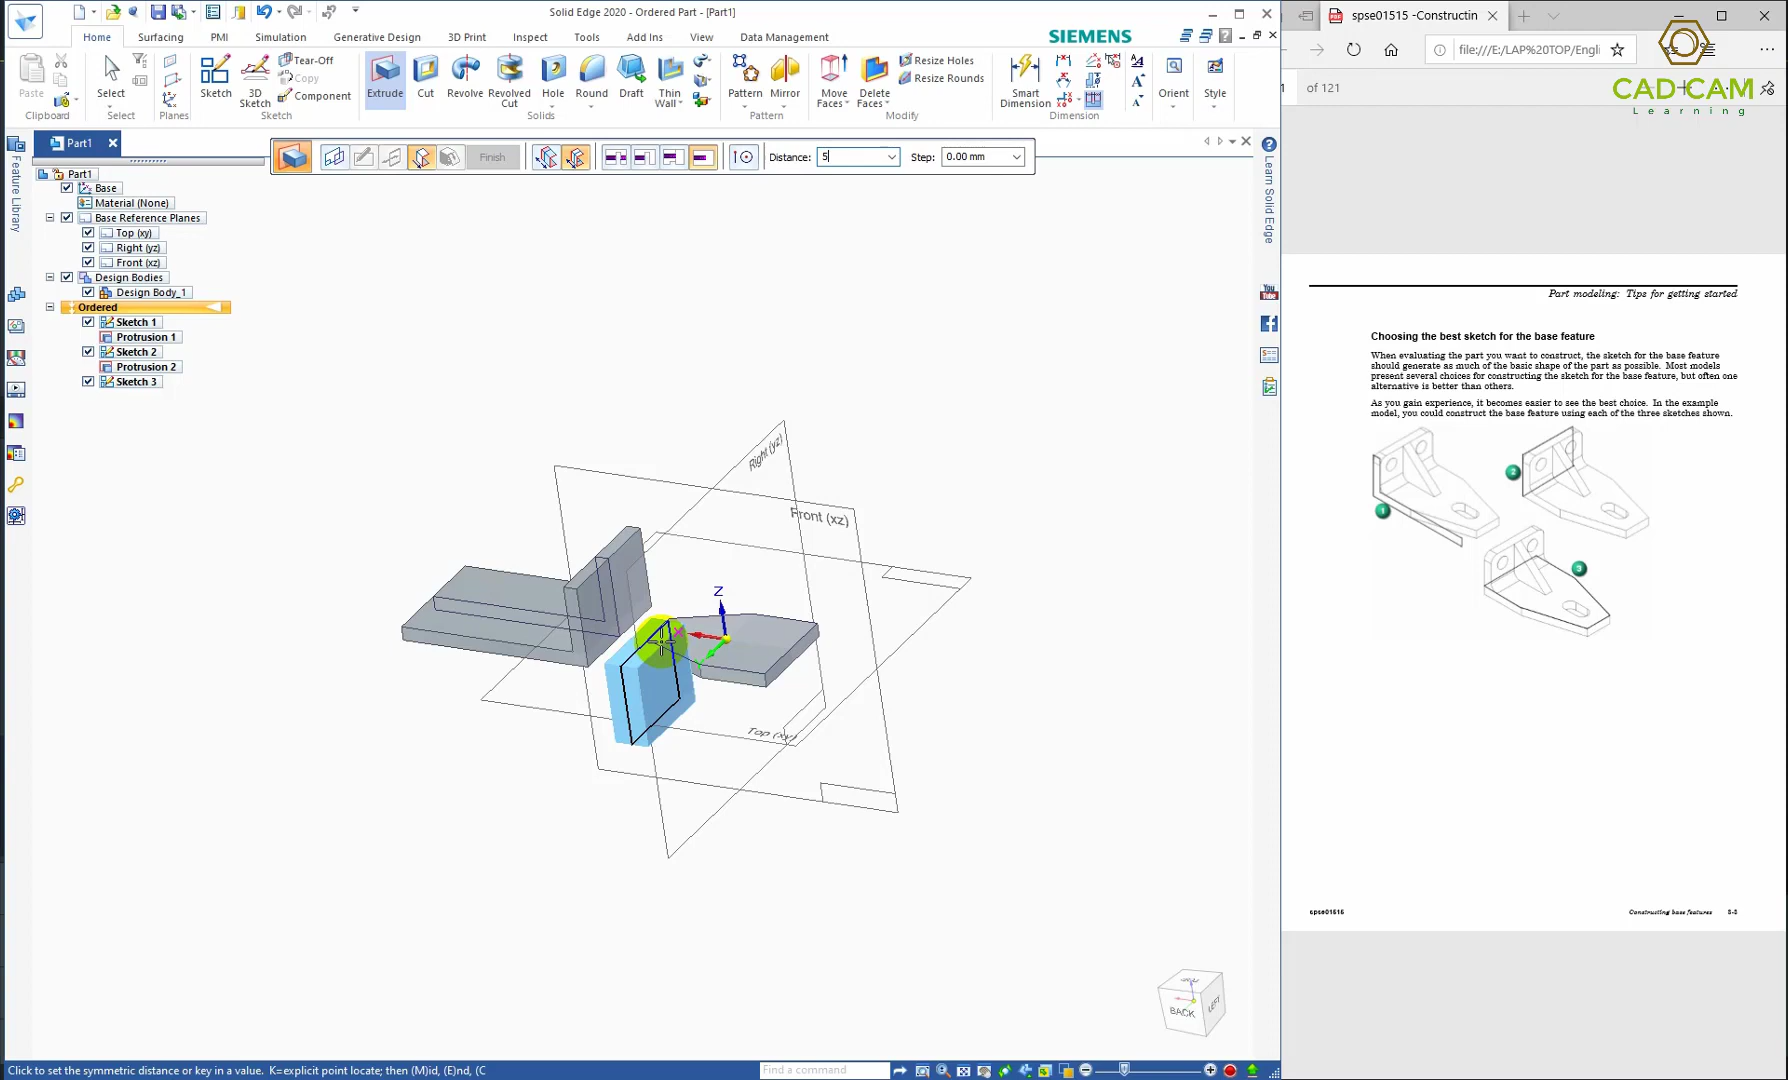 Solid Edge 2020 - Ordered Part - [Part1]
Home
Surfacing
PMI
Simulation
Generative Design
3D Print
Inspect
Tools
Add Ins
View
Data Management
SIEMENS
Paste
Clipboard
Select
Select
Planes
Sketch
3D
Sketch
Tear-Off
Copy
Component
Sketch
Extrude
Cut
Revolve
Revolved
Cut
Hole
Round
Draft
Thin
Wall
Solids
Pattern
Mirror
Pattern
Move
Faces
Delete
Faces
Resize Holes
Resize Rounds
Modify
Smart
Dimension
Dimension
Orient
Style
Part1
Finish
Distance: 5
Step: 0.00 mm
Feature Library
Learn Solid Edge
Part1
Base
Material (None)
Base Reference Planes
Top (xy)
Right (yz)
Front (xz)
Design Bodies
Design Body_1
Ordered
Sketch 1
Protrusion 1
Sketch 2
Protrusion 2
Sketch 3
Right (yz)
Front (xz)
Top (xy)
Z
X
You
Tube
BACK
LEFT
Click to set the symmetric distance or key in a value. K=explicit point locate; then (M)id, (E)nd, (C
Find a command
spse01515 -Constructin
file:///E:/LAP%20TOP/Engli
1
of 121
CAD-CAM
Learning
Part modeling: Tips for getting started
Choosing the best sketch for the base feature
When evaluating the part you want to construct, the sketch for the base feature
should generate as much of the basic shape of the part as possible. Most models
present several choices for constructing the sketch for the base feature, but often one
alternative is better than others.
As you gain experience, it becomes easier to see the best choice. In the example
model, you could construct the base feature using each of the three sketches shown.
1
2
3
spse01515
Constructing base features